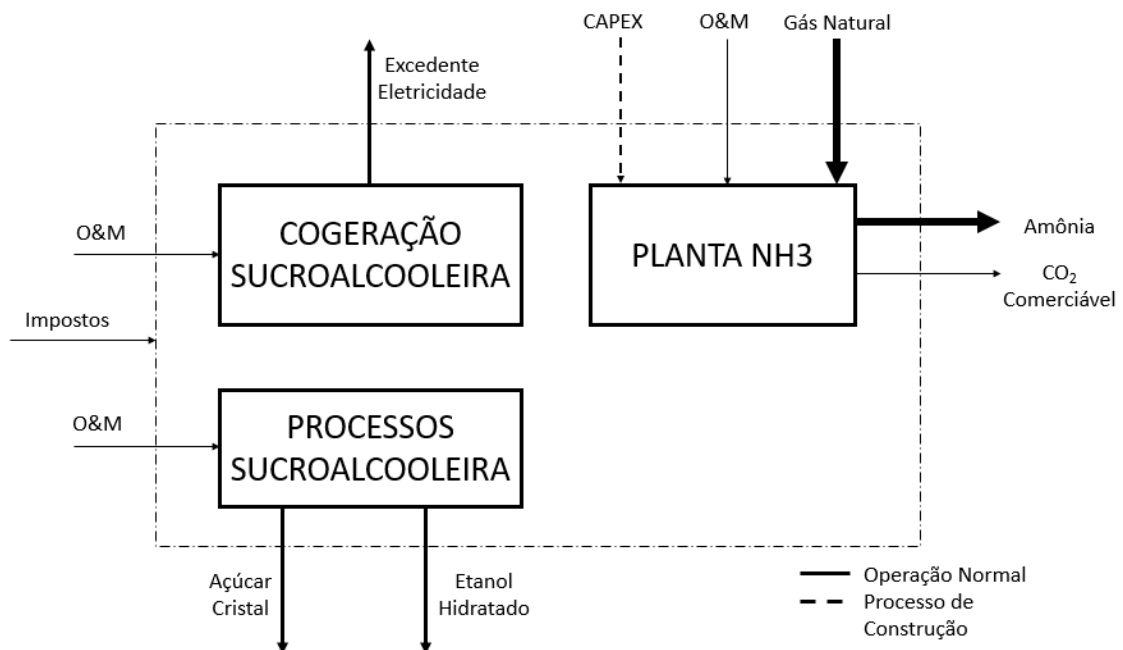 CAPEX
O&M
Gás Natural
Excedente
Eletricidade
COGERAÇÃO
SUCROALCOOLEIRA
PLANTA NH3
O&M
Amônia
CO₂
Comerciável
Impostos
O&M
PROCESSOS
SUCROALCOOLEIRA
Açúcar
Cristal
Etanol
Hidratado
Operação Normal
Processo de
Construção